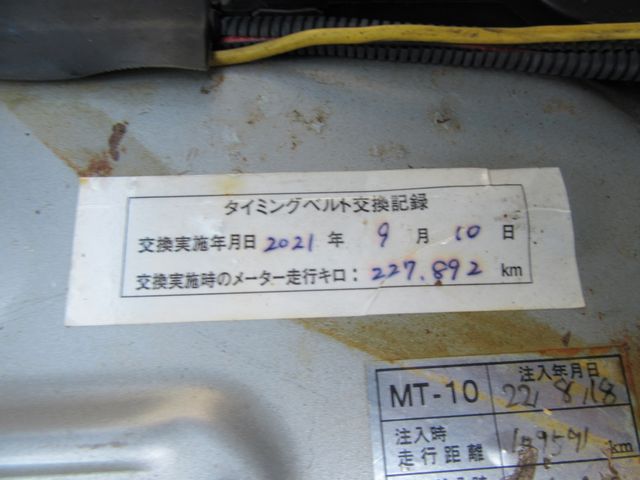 タイミングベルト交換記録
交換実施年月日 2021 年 9 月 10 日
交換実施時のメーター走行キロ: 227.892 km
MT-10
注入年月日
22, 8, 18
注入時
走行距離
km